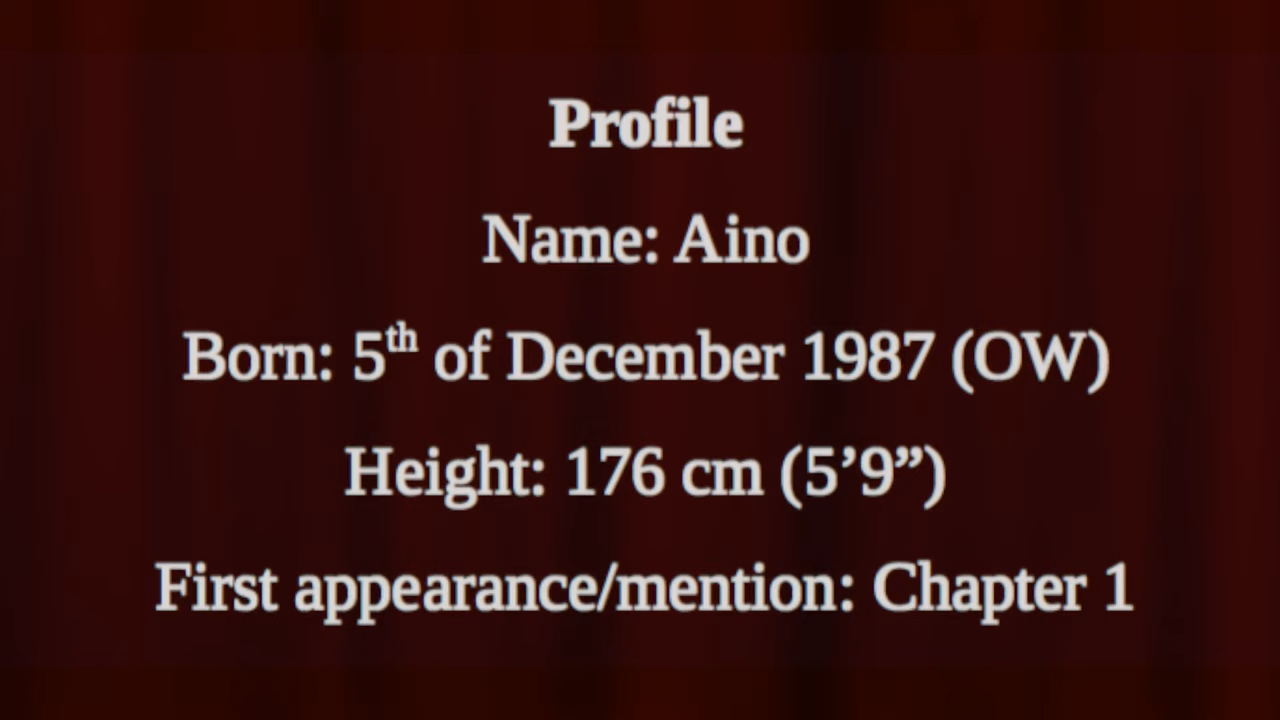 Profile
Name: Aino
Born: 5th of December 1987 (OW)
Height: 176 cm (5’9”)
First appearance/mention: Chapter 1